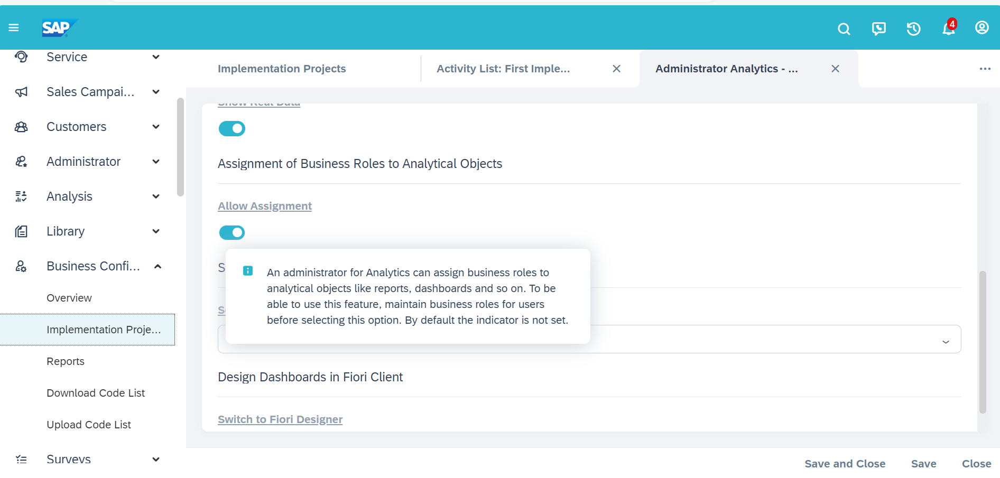 SAP
4
Service
Sales Campai...
Customers
Administrator
Analysis
Library
Business Confi...
Overview
Implementation Proje...
Reports
Download Code List
Upload Code List
Surveys
Implementation Projects
Activity List: First Imple...
Administrator Analytics - ...
Show Real Data
Assignment of Business Roles to Analytical Objects
Allow Assignment
An administrator for Analytics can assign business roles to
analytical objects like reports, dashboards and so on. To be
able to use this feature, maintain business roles for users
before selecting this option. By default the indicator is not set.
Design Dashboards in Fiori Client
Switch to Fiori Designer
Save and Close
Save
Close